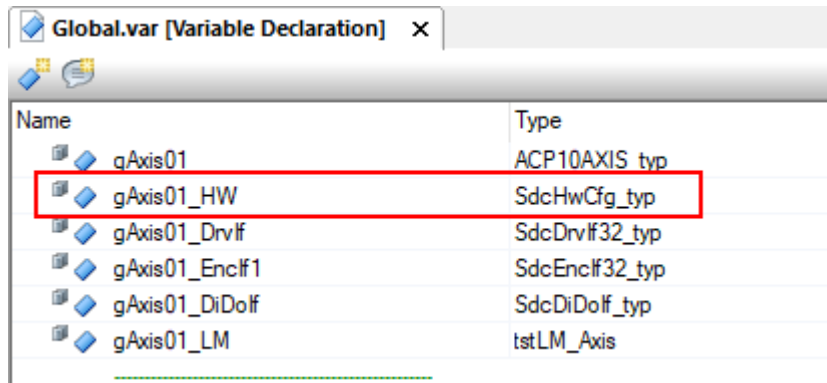 Global.var [Variable Declaration] X
Name Type
gAxis01 ACP10AXIS_typ
gAxis01_HW SdcHwCfg_typ
gAxis01_DrvIf SdcDrvIf32_typ
gAxis01_EncIf1 SdcEncIf32_typ
gAxis01_DiDoIf SdcDiDoIf_typ
gAxis01_LM tstLM_Axis